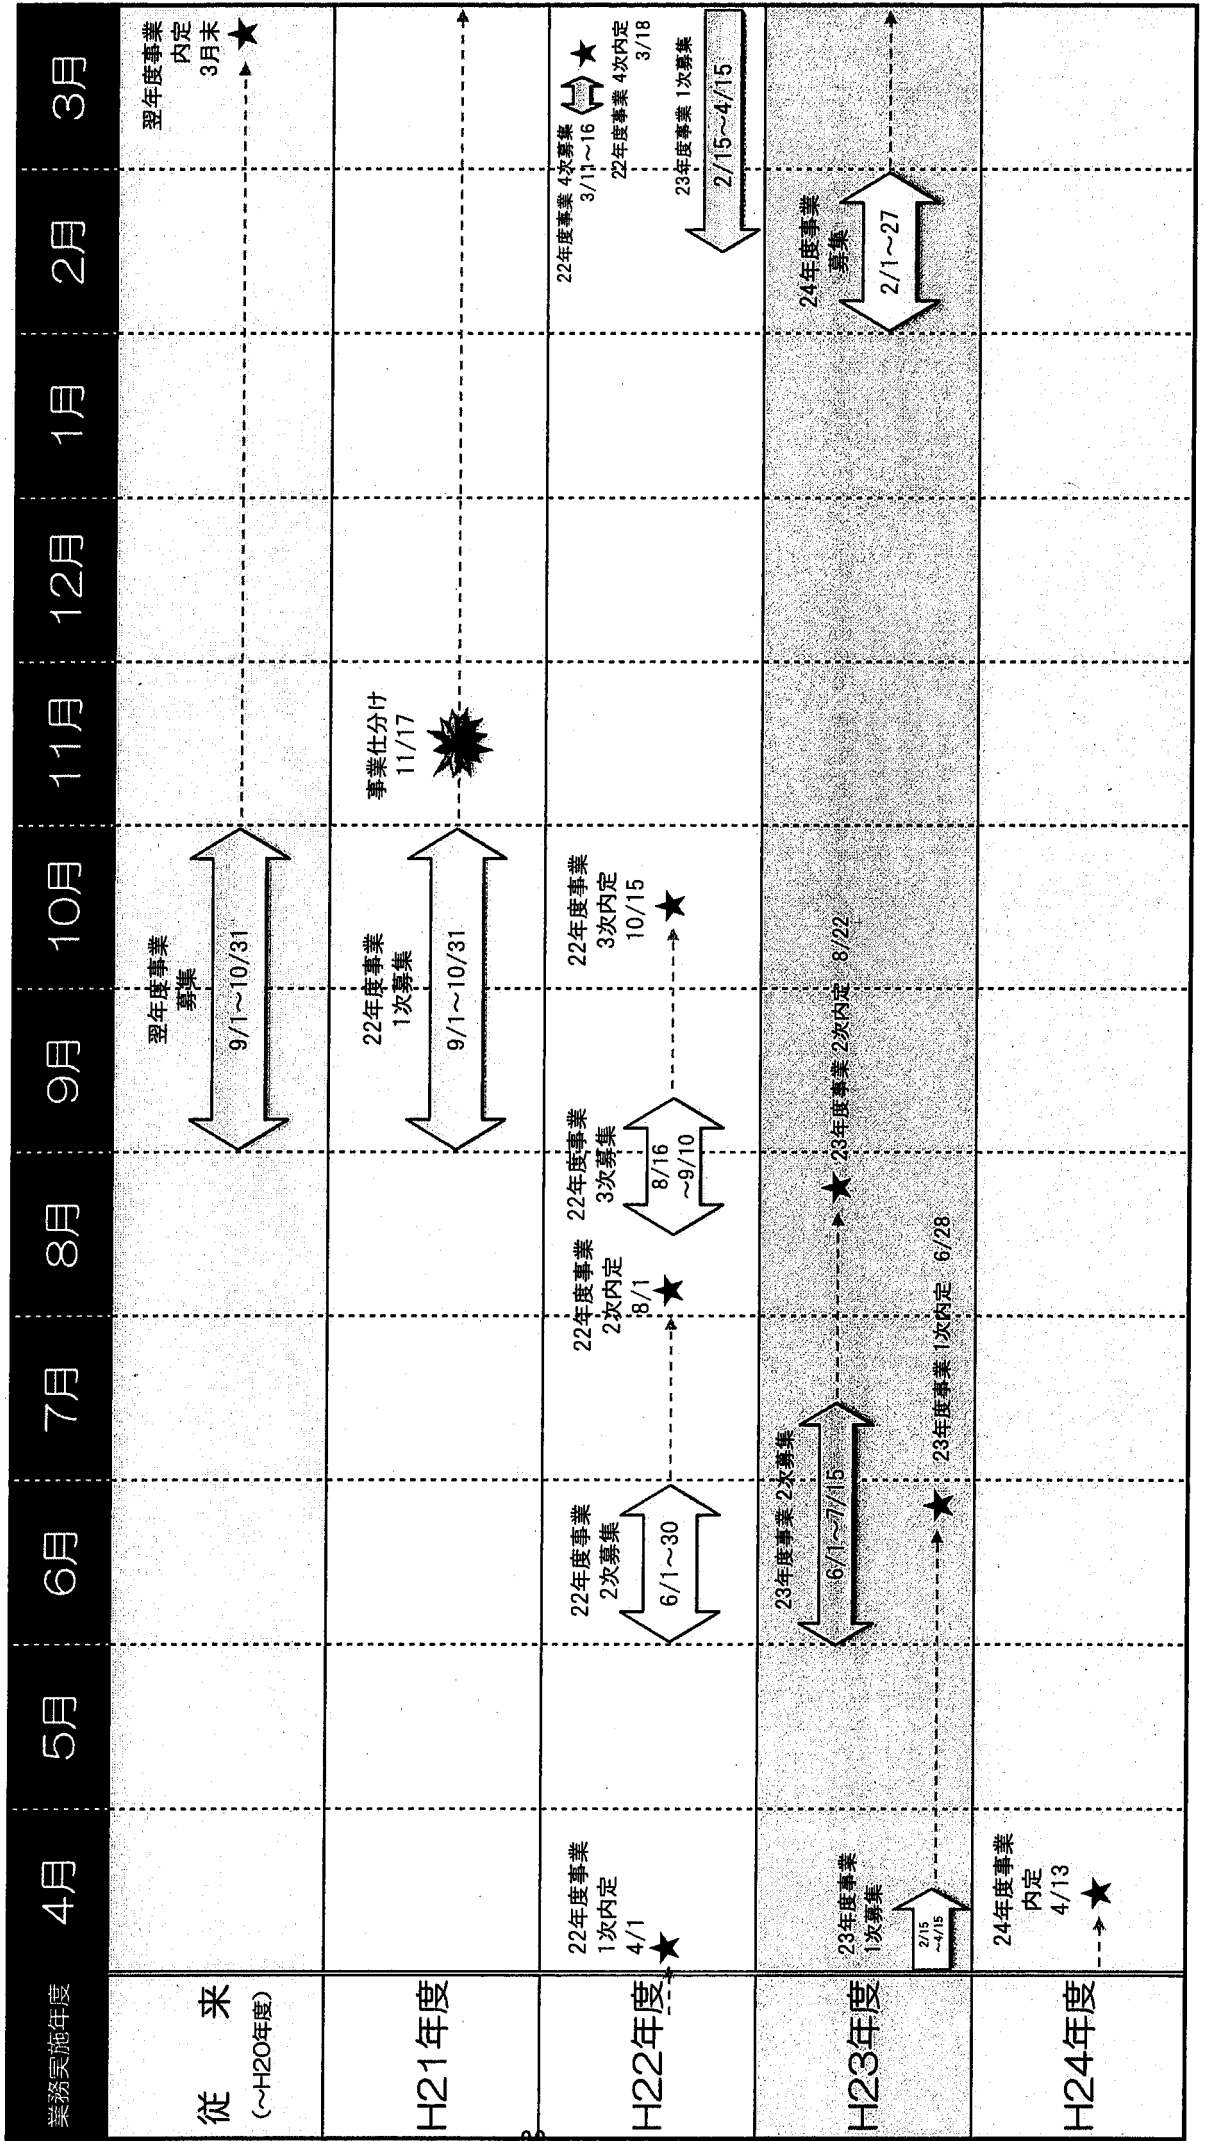 業務実施年度
4月
5月
6月
7月
8月
9月
10月
11月
12月
1月
2月
3月
従 来
(～H20年度)
翌年度事業
募集
9/1～10/31
翌年度事業
内定
3月末
H21年度
22年度事業
1次募集
9/1～10/31
事業仕分け
11/17
H22年度
22年度事業
1次内定
4/1
22年度事業
2次募集
6/1～30
22年度事業
2次内定
8/1
22年度事業
3次募集
8/16
～9/10
22年度事業
3次内定
10/15
22年度事業 4次募集
3/11～16
22年度事業 4次内定
3/18
23年度事業 1次募集
2/15～4/15
H23年度
23年度事業
1次募集
2/15
～4/15
23年度事業 2次募集
6/1～7/15
23年度事業 1次内定 6/28
23年度事業 2次内定 8/22
24年度事業
募集
2/1～27
H24年度
24年度事業
内定
4/13